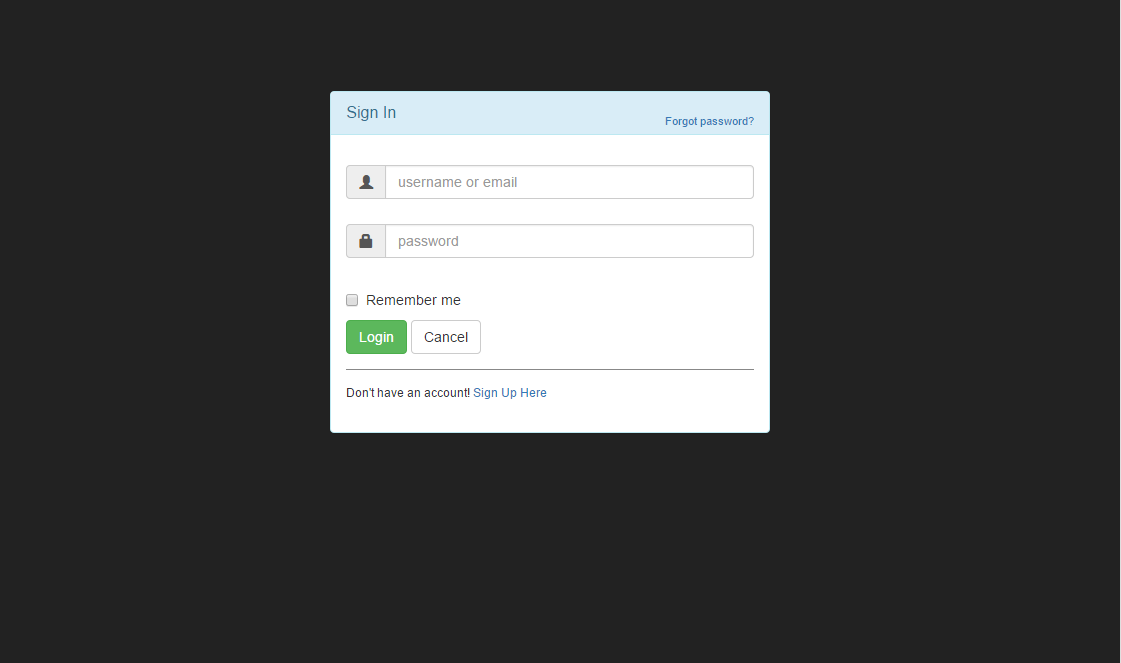 Sign In
Forgot password?
username or email
password
Remember me
Login Cancel
Don't have an account! Sign Up Here